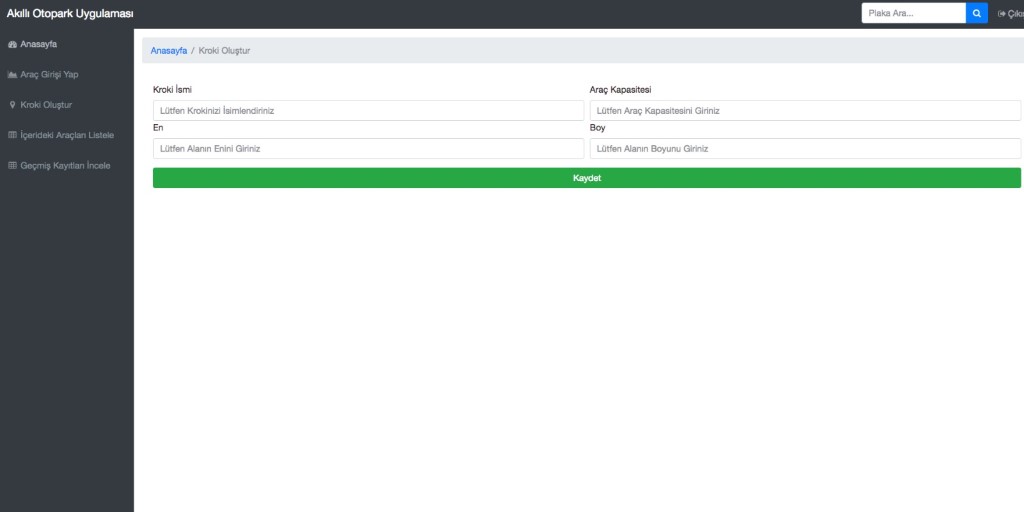 Akıllı Otopark Uygulaması
Plaka Ara...
Anasayfa
Araç Girişi Yap
Kroki Oluştur
İçerideki Araçları Listele
Geçmiş Kayıtları İncele
Anasayfa / Kroki Oluştur
Kroki İsmi
Araç Kapasitesi
Lütfen Krokinizi İsimlendiriniz
Lütfen Araç Kapasitesini Giriniz
En
Boy
Lütfen Alanın Enini Giriniz
Lütfen Alanın Boyunu Giriniz
Kaydet